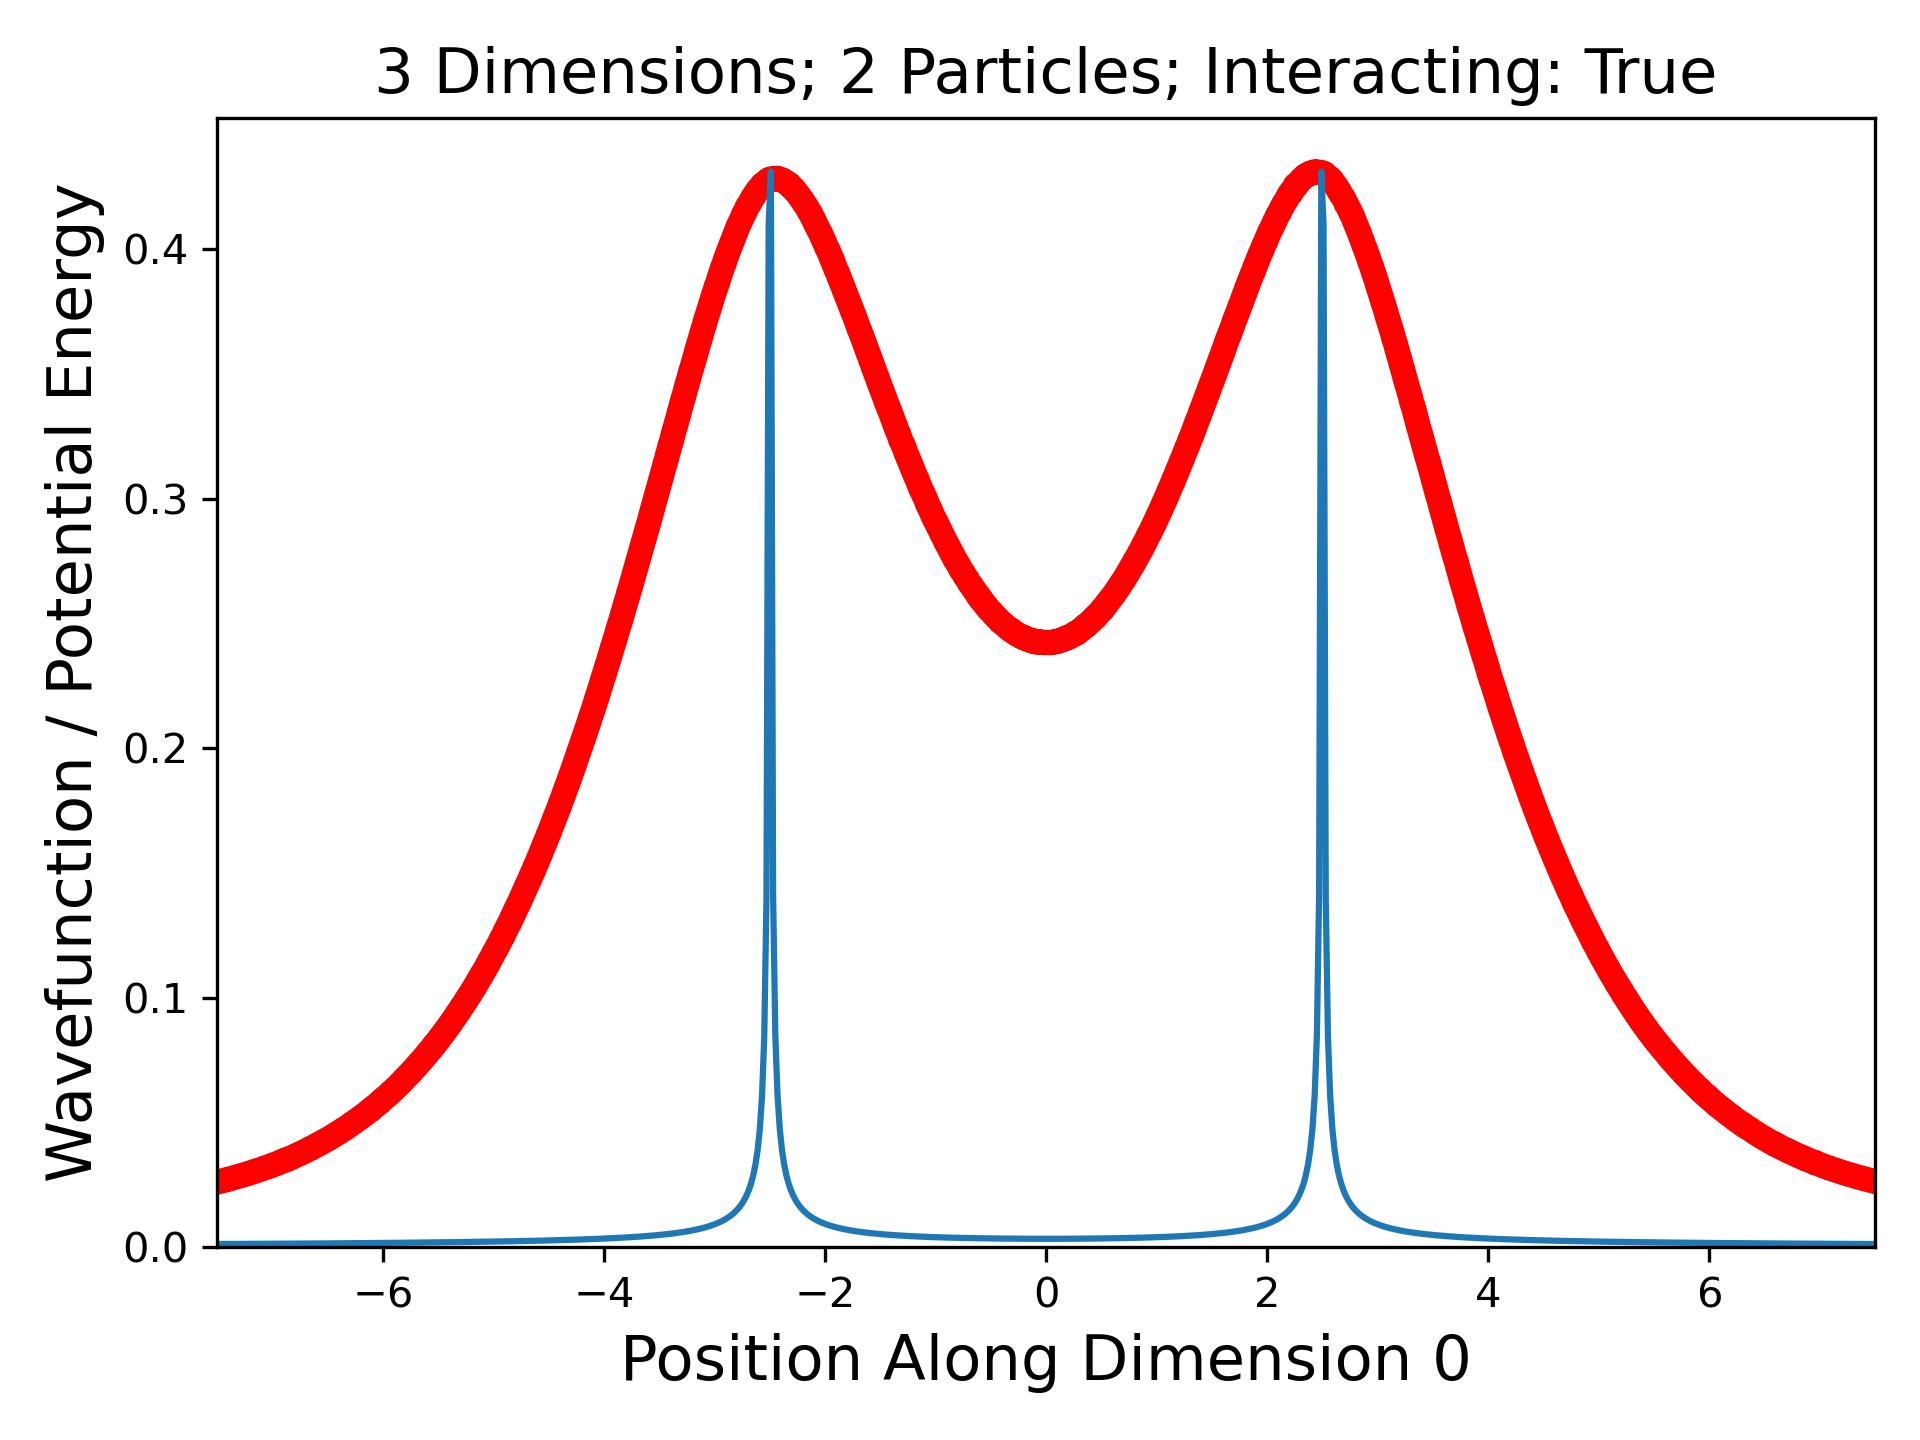 3 Dimensions; 2 Particles; Interacting: True
Wavefunction / Potential Energy
0.4
0.3
0.2
0.1
0.0
−6 −4 −2 0 2 4 6
Position Along Dimension 0